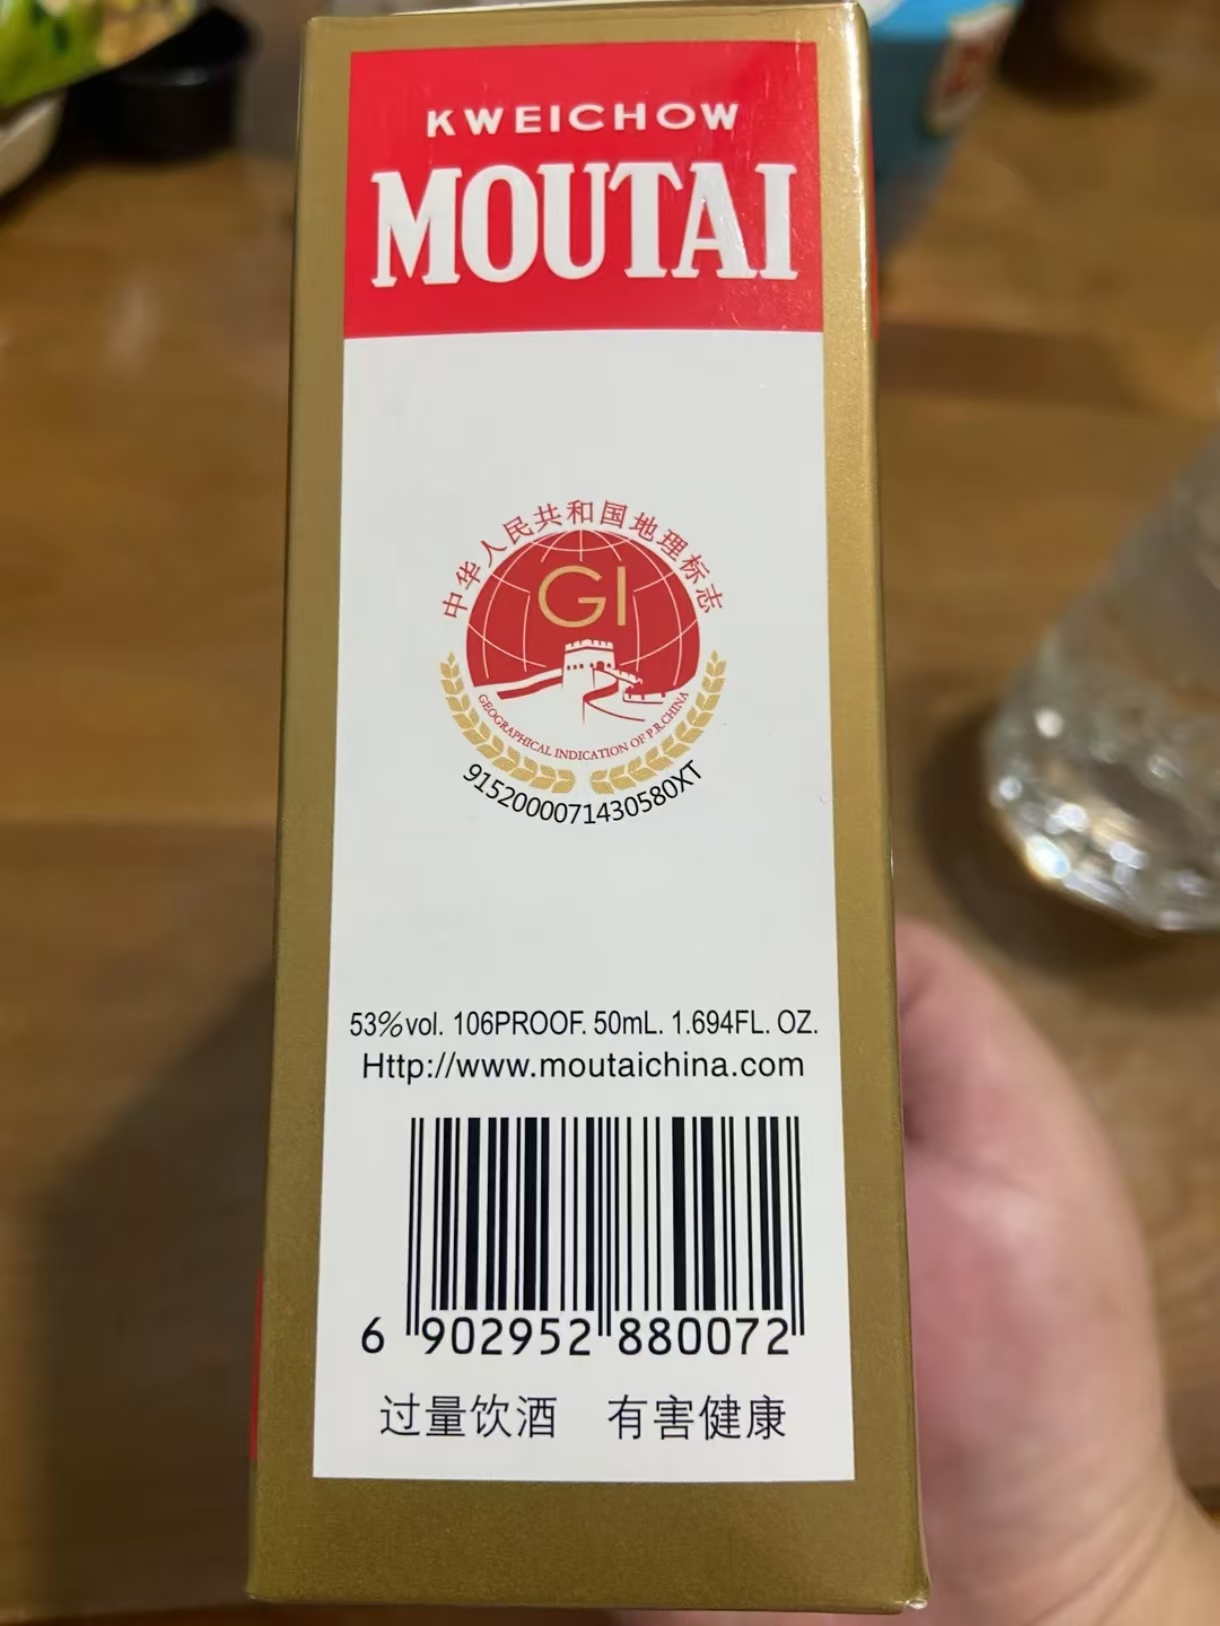 KWEICHOW
MOUTAI
中华人民共和国地理标志
GI
GEOGRAPHICAL INDICATION OF P.R.CHINA
9152000071430580XT
53%vol. 106PROOF. 50mL. 1.694FL. OZ.
Http://www.moutaichina.com
6 902952 880072
过量饮酒 有害健康